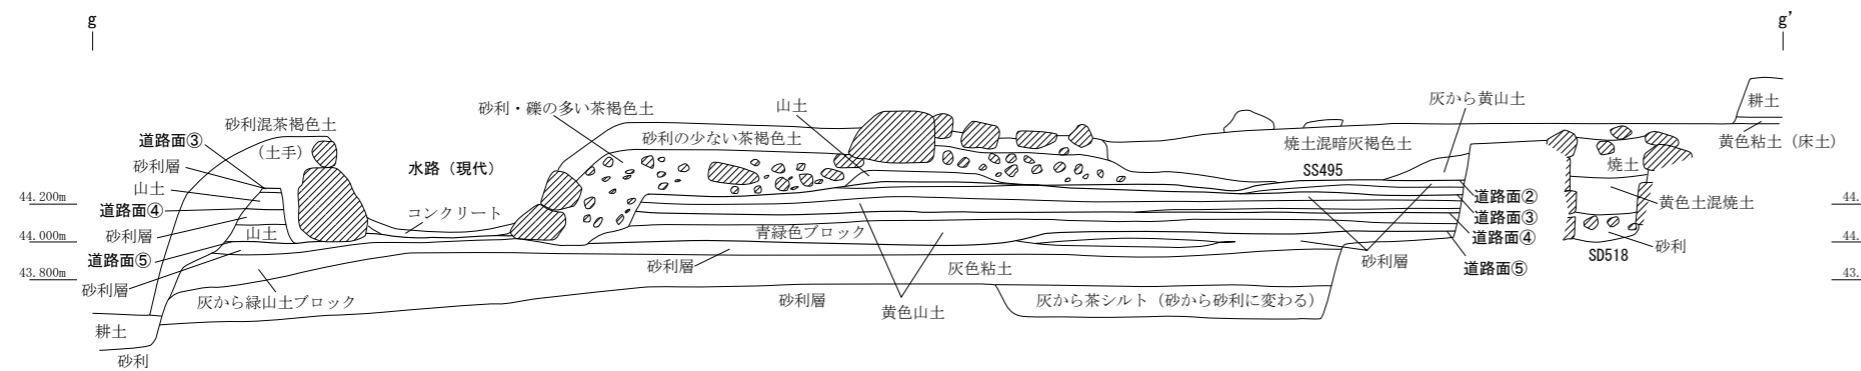 g
g'
砂利・礫の多い茶褐色土
山土
灰から黄山土
耕土
砂利混茶褐色土
(土手)
道路面③
砂利の少ない茶褐色土
焼土混暗灰褐色土
黄色粘土(床土)
砂利層
水路(現代)
SS495
焼土
山土
道路面②
44.200m
道路面④
コンクリート
道路面③
黄色土混焼土
44.
砂利層
山土
青緑色ブロック
道路面④
砂利
44.000m
44.
道路面⑤
砂利層
灰色粘土
砂利層
道路面⑤
SD518
43.800m
43.
砂利層
灰から緑山土ブロック
砂利層
黄色山土
灰から茶シルト(砂から砂利に変わる)
耕土
砂利